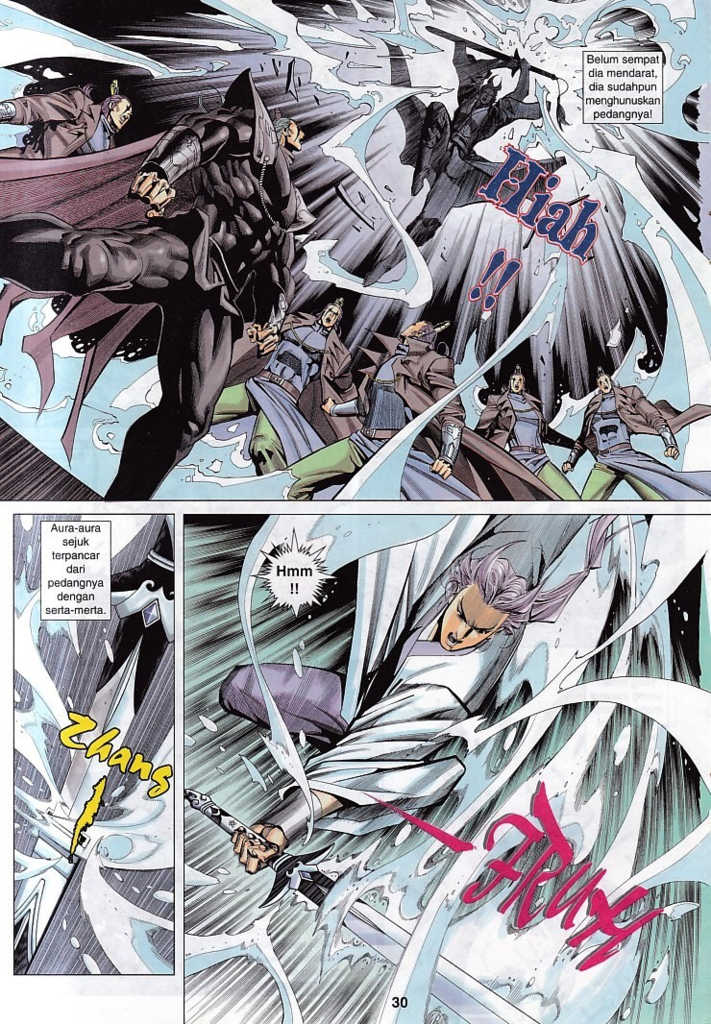 Belum sempat
dia mendarat,
dia sudahpun
menghunuskan
pedangnya!
Hiah
!!
Aura-aura
sejuk
terpancar
dari
pedangnya
dengan
serta-merta.
Zhang
!
Hmm
!!
FRUH
30